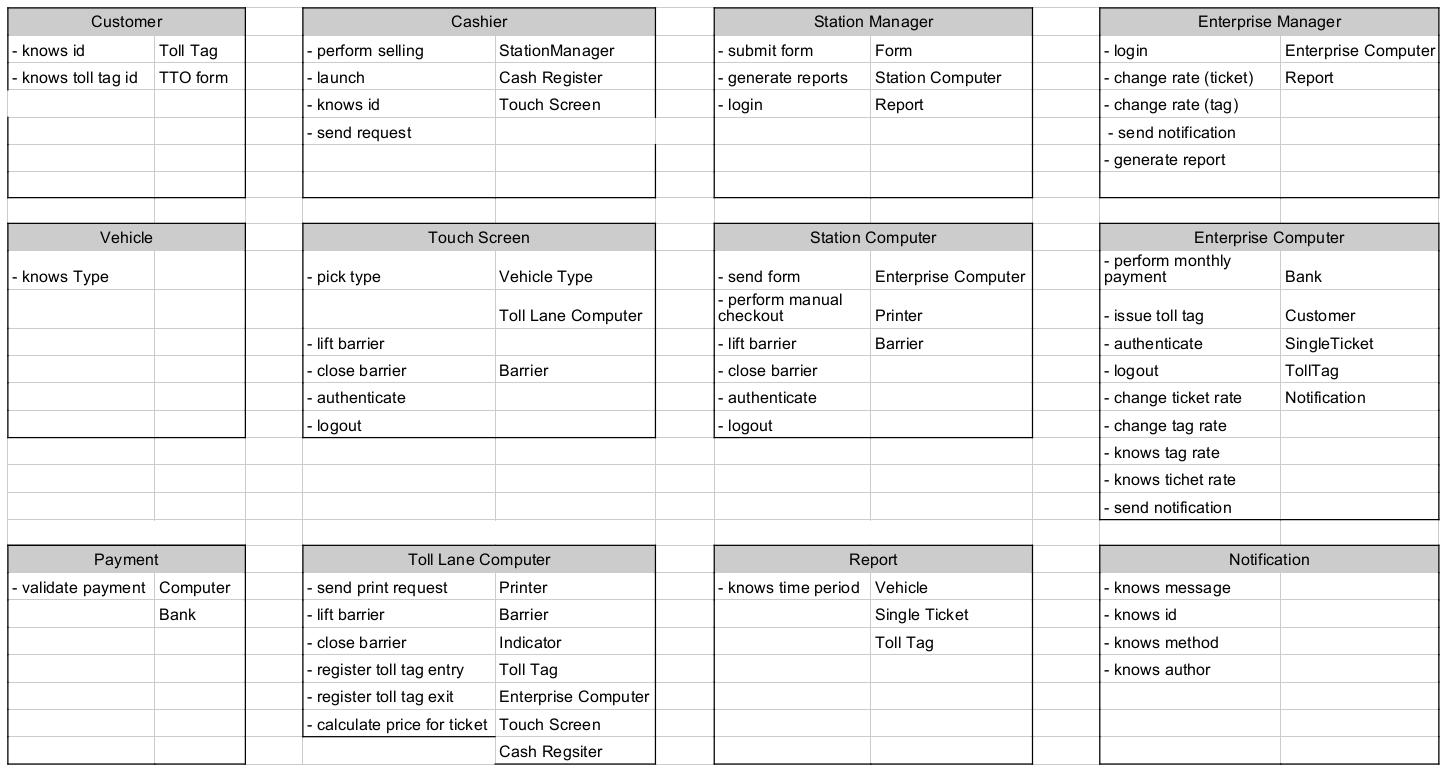 Customer
- knows id Toll Tag
- knows toll tag id TTO form
Cashier
- perform selling StationManager
- launch Cash Register
- knows id Touch Screen
- send request
Station Manager
- submit form Form
- generate reports Station Computer
- login Report
Enterprise Manager
- login Enterprise Computer
- change rate (ticket) Report
- change rate (tag)
- send notification
- generate report
Vehicle
- knows Type
Touch Screen
- pick type Vehicle Type
Toll Lane Computer
- lift barrier
- close barrier Barrier
- authenticate
- logout
Station Computer
- send form Enterprise Computer
- perform manual
checkout Printer
- lift barrier Barrier
- close barrier
- authenticate
- logout
Enterprise Computer
- perform monthly
payment Bank
- issue toll tag Customer
- authenticate SingleTicket
- logout TollTag
- change ticket rate Notification
- change tag rate
- knows tag rate
- knows tichet rate
- send notification
Payment
- validate payment Computer
Bank
Toll Lane Computer
- send print request Printer
- lift barrier Barrier
- close barrier Indicator
- register toll tag entry Toll Tag
- register toll tag exit Enterprise Computer
- calculate price for ticket Touch Screen
Cash Regsiter
Report
- knows time period Vehicle
Single Ticket
Toll Tag
Notification
- knows message
- knows id
- knows method
- knows author